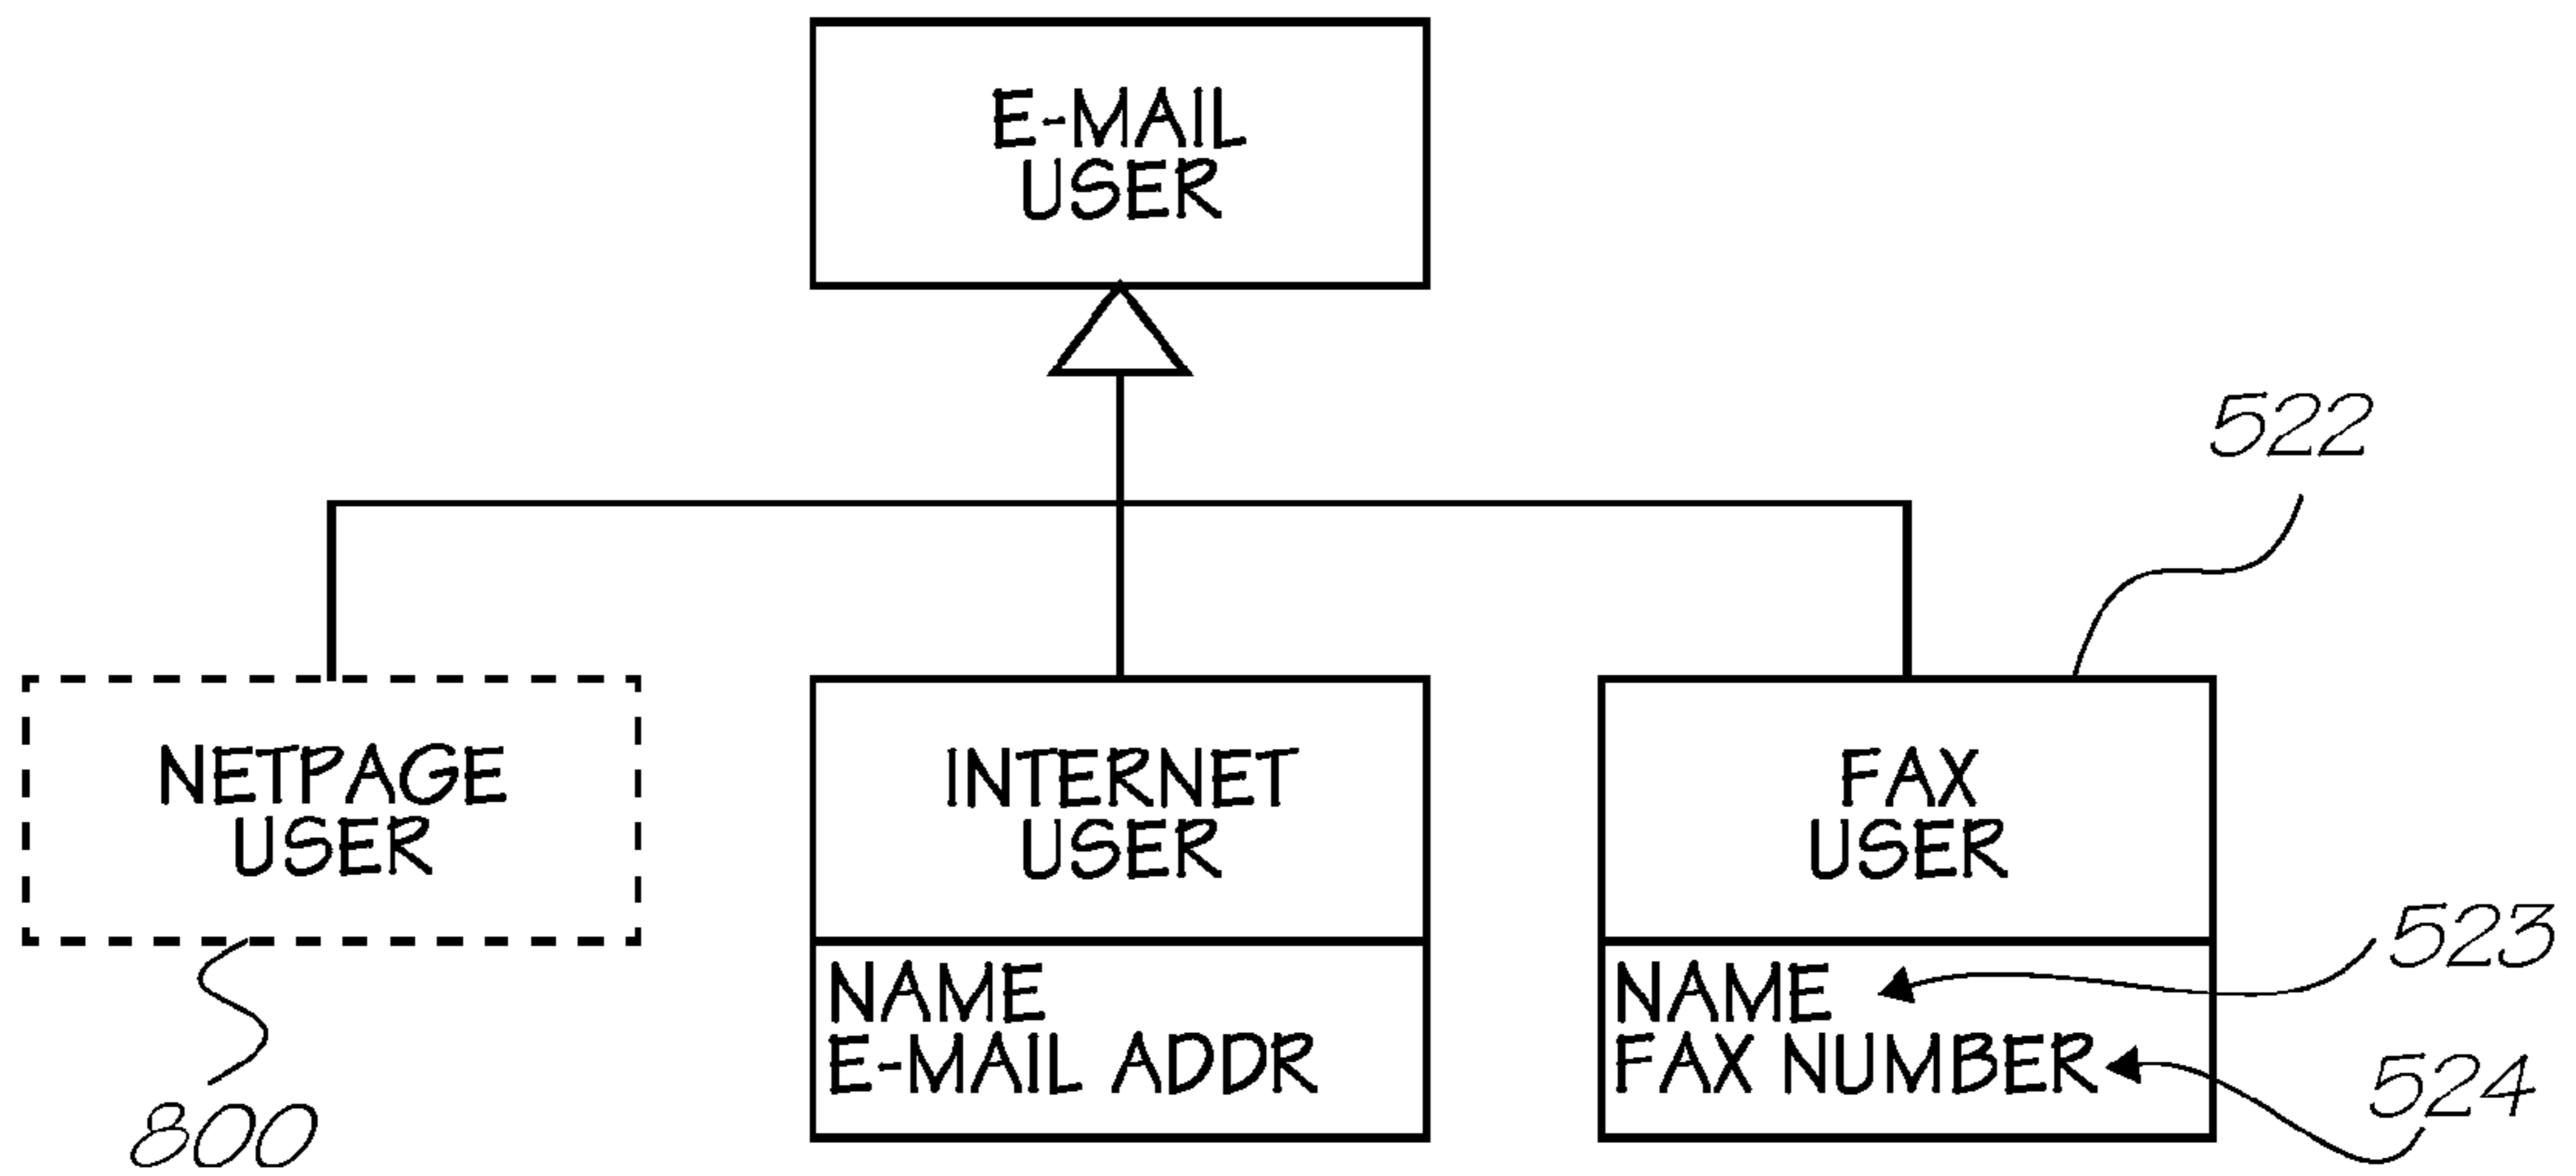 E-MAIL
USER
522
NETPAGE
USER
INTERNET
USER
FAX
USER
NAME
E-MAIL ADDR
NAME
FAX NUMBER
523
524
800